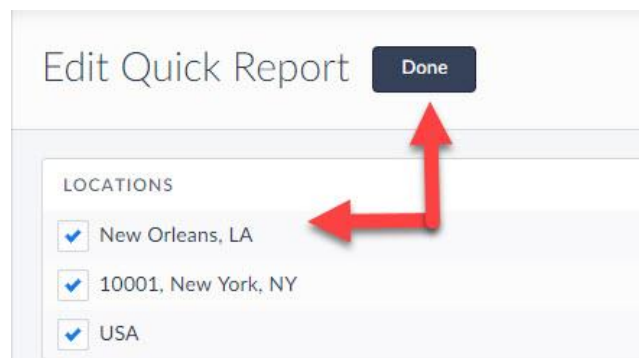 Edit Quick Report Done
LOCATIONS
New Orleans, LA
10001, New York, NY
USA